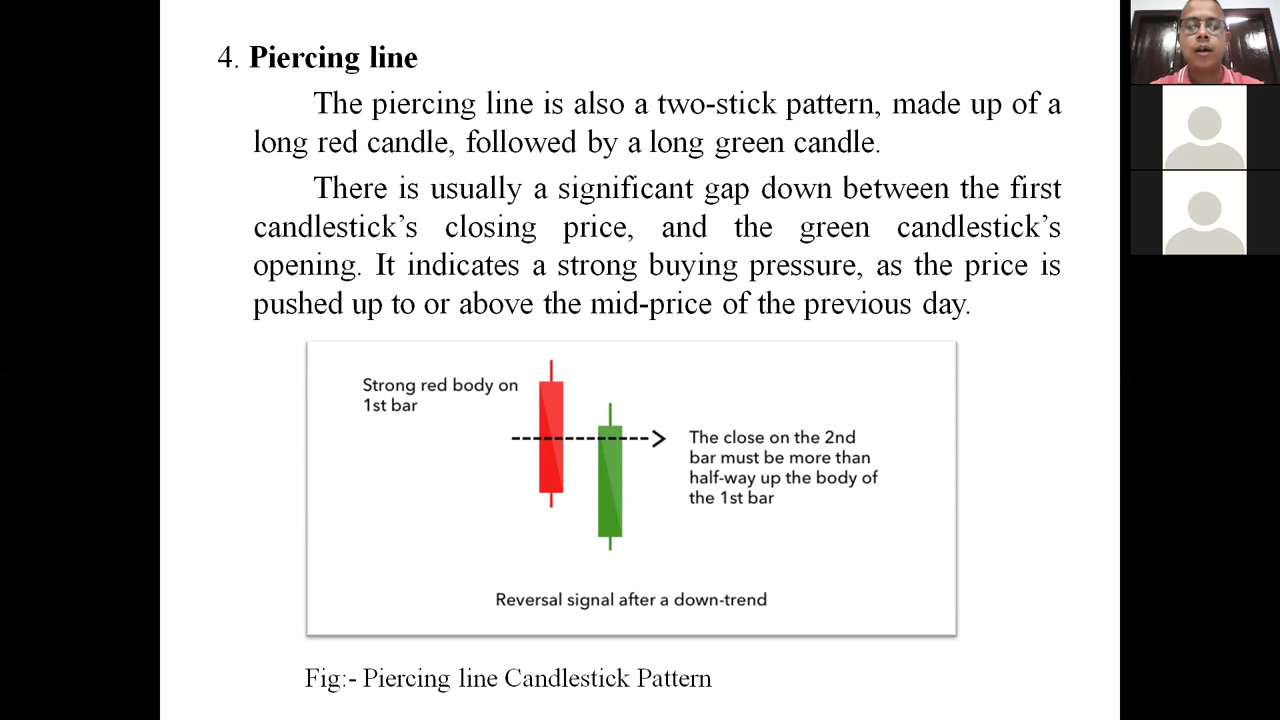 4. Piercing line
The piercing line is also a two-stick pattern, made up of a
long red candle, followed by a long green candle.
There is usually a significant gap down between the first
candlestick’s closing price, and the green candlestick’s
opening. It indicates a strong buying pressure, as the price is
pushed up to or above the mid-price of the previous day.
Strong red body on
1st bar
The close on the 2nd
bar must be more than
half-way up the body of
the 1st bar
Reversal signal after a down-trend
Fig:- Piercing line Candlestick Pattern